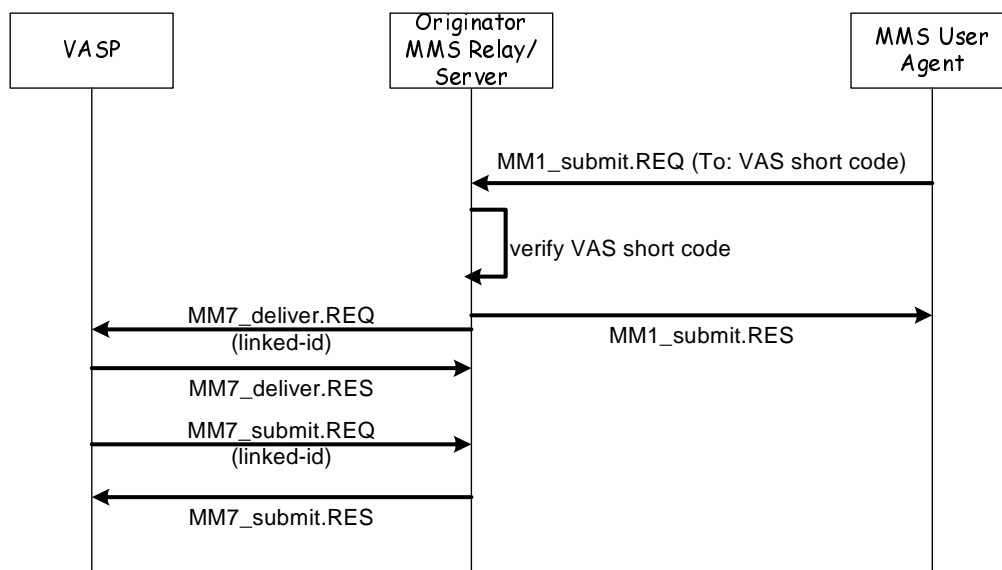 VASP
Originator
MMS Relay/
Server
MMS User
Agent
MM1_submit.REQ (To: VAS short code)
verify VAS short code
MM7_deliver.REQ
(linked-id)
MM1_submit.RES
MM7_deliver.RES
MM7_submit.REQ
(linked-id)
MM7_submit.RES